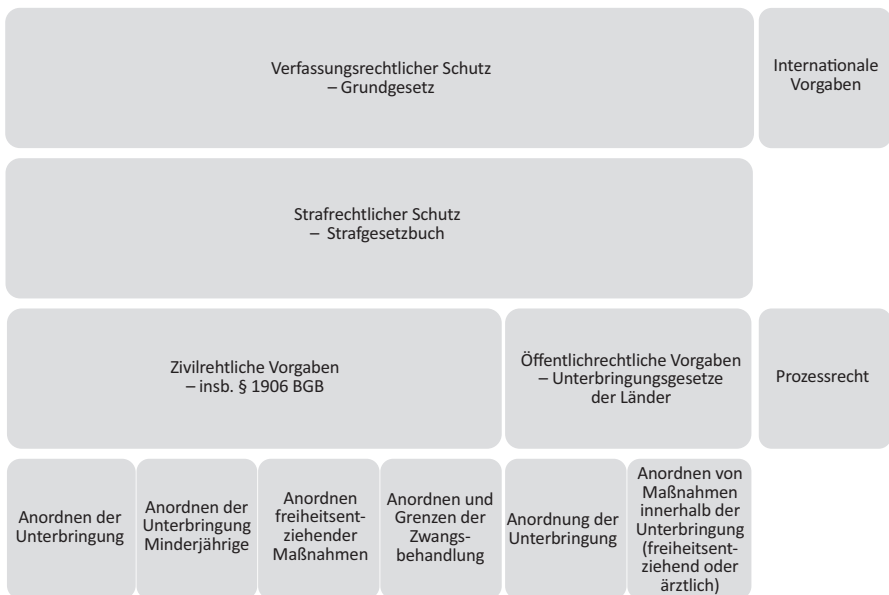 Verfassungsrechtlicher Schutz
– Grundgesetz
Internationale
Vorgaben
Strafrechtlicher Schutz
– Strafgesetzbuch
Zivilrehtliche Vorgaben
– insb. § 1906 BGB
Öffentlichrechtliche Vorgaben
– Unterbringungsgesetze
der Länder
Prozessrecht
Anordnen der
Unterbringung
Anordnen der
Unterbringung
Minderjährige
Anordnen
freiheitsent-
ziehender
Maßnahmen
Anordnen und
Grenzen der
Zwangs-
behandlung
Anordnung der
Unterbringung
Anordnen von
Maßnahmen
innerhalb der
Unterbringung
(freiheitsent-
ziehend oder
ärztlich)